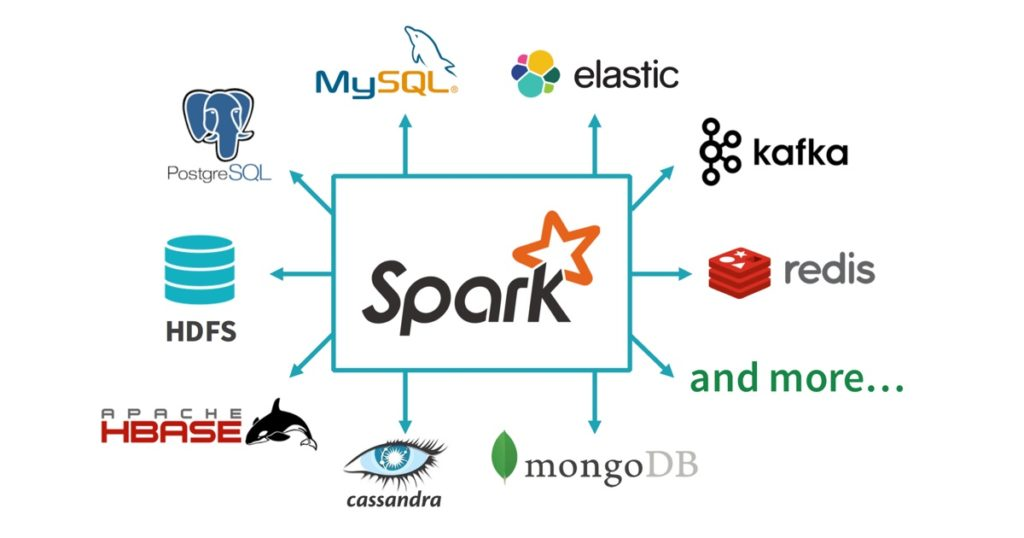 MySQL®
elastic
PostgreSQL
kafka
HDFS
Spark
redis
APACHE
HBASE
and more...
cassandra
mongoDB